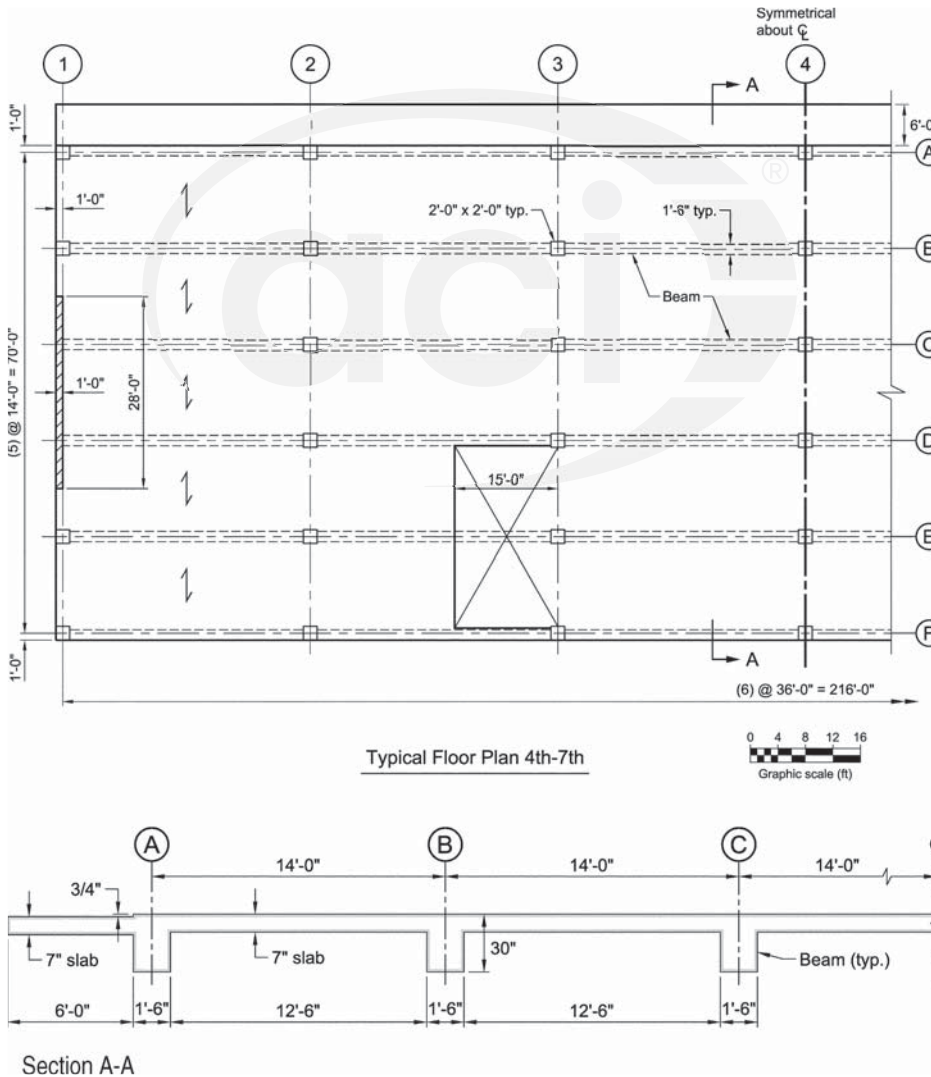 Symmetrical
about ℄
1
2
3
4
A
1'-0"
6'-0
A
1'-0"
2'-0" x 2'-0" typ.
1'-6" typ.
®
B
Beam
aci
C
(5) @ 14'-0" = 70'-0"
1'-0"
28'-0"
D
15'-0"
E
F
1'-0"
A
(6) @ 36'-0" = 216'-0"
Typical Floor Plan 4th-7th
0 4 8 12 16
Graphic scale (ft)
A
B
C
14'-0"
14'-0"
14'-0"
3/4"
7" slab
7" slab
30"
Beam (typ.)
6'-0"
1'-6"
12'-6"
1'-6"
12'-6"
1'-6"
Section A-A